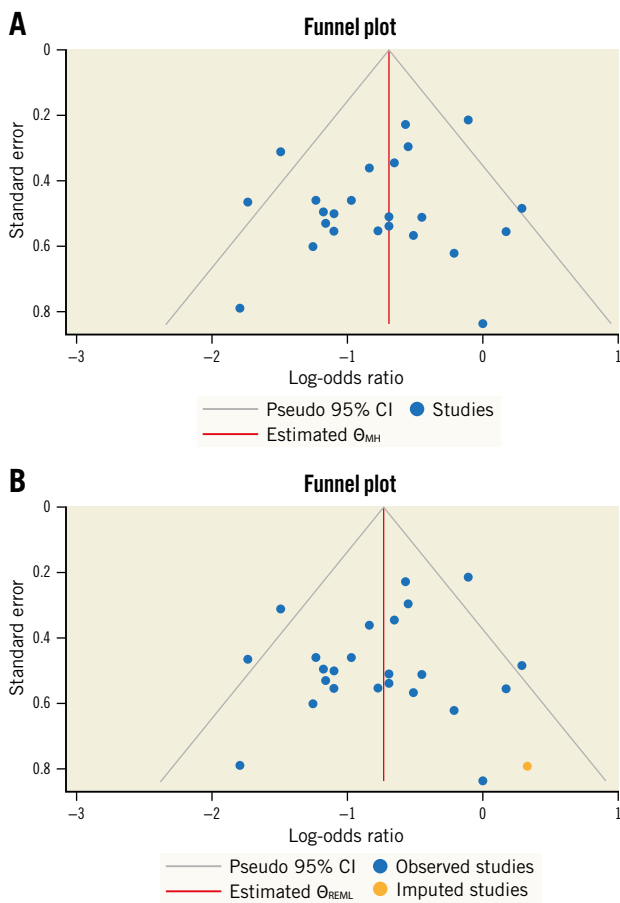 A
Funnel plot
0
0.2
0.4
0.6
0.8
Standard error
−3 −2 −1 0 1
Log-odds ratio
Pseudo 95% CI Studies
Estimated ΘMH
B
Funnel plot
0
0.2
0.4
0.6
0.8
Standard error
−3 −2 −1 0 1
Log-odds ratio
Pseudo 95% CI Observed studies
Estimated ΘREML Imputed studies